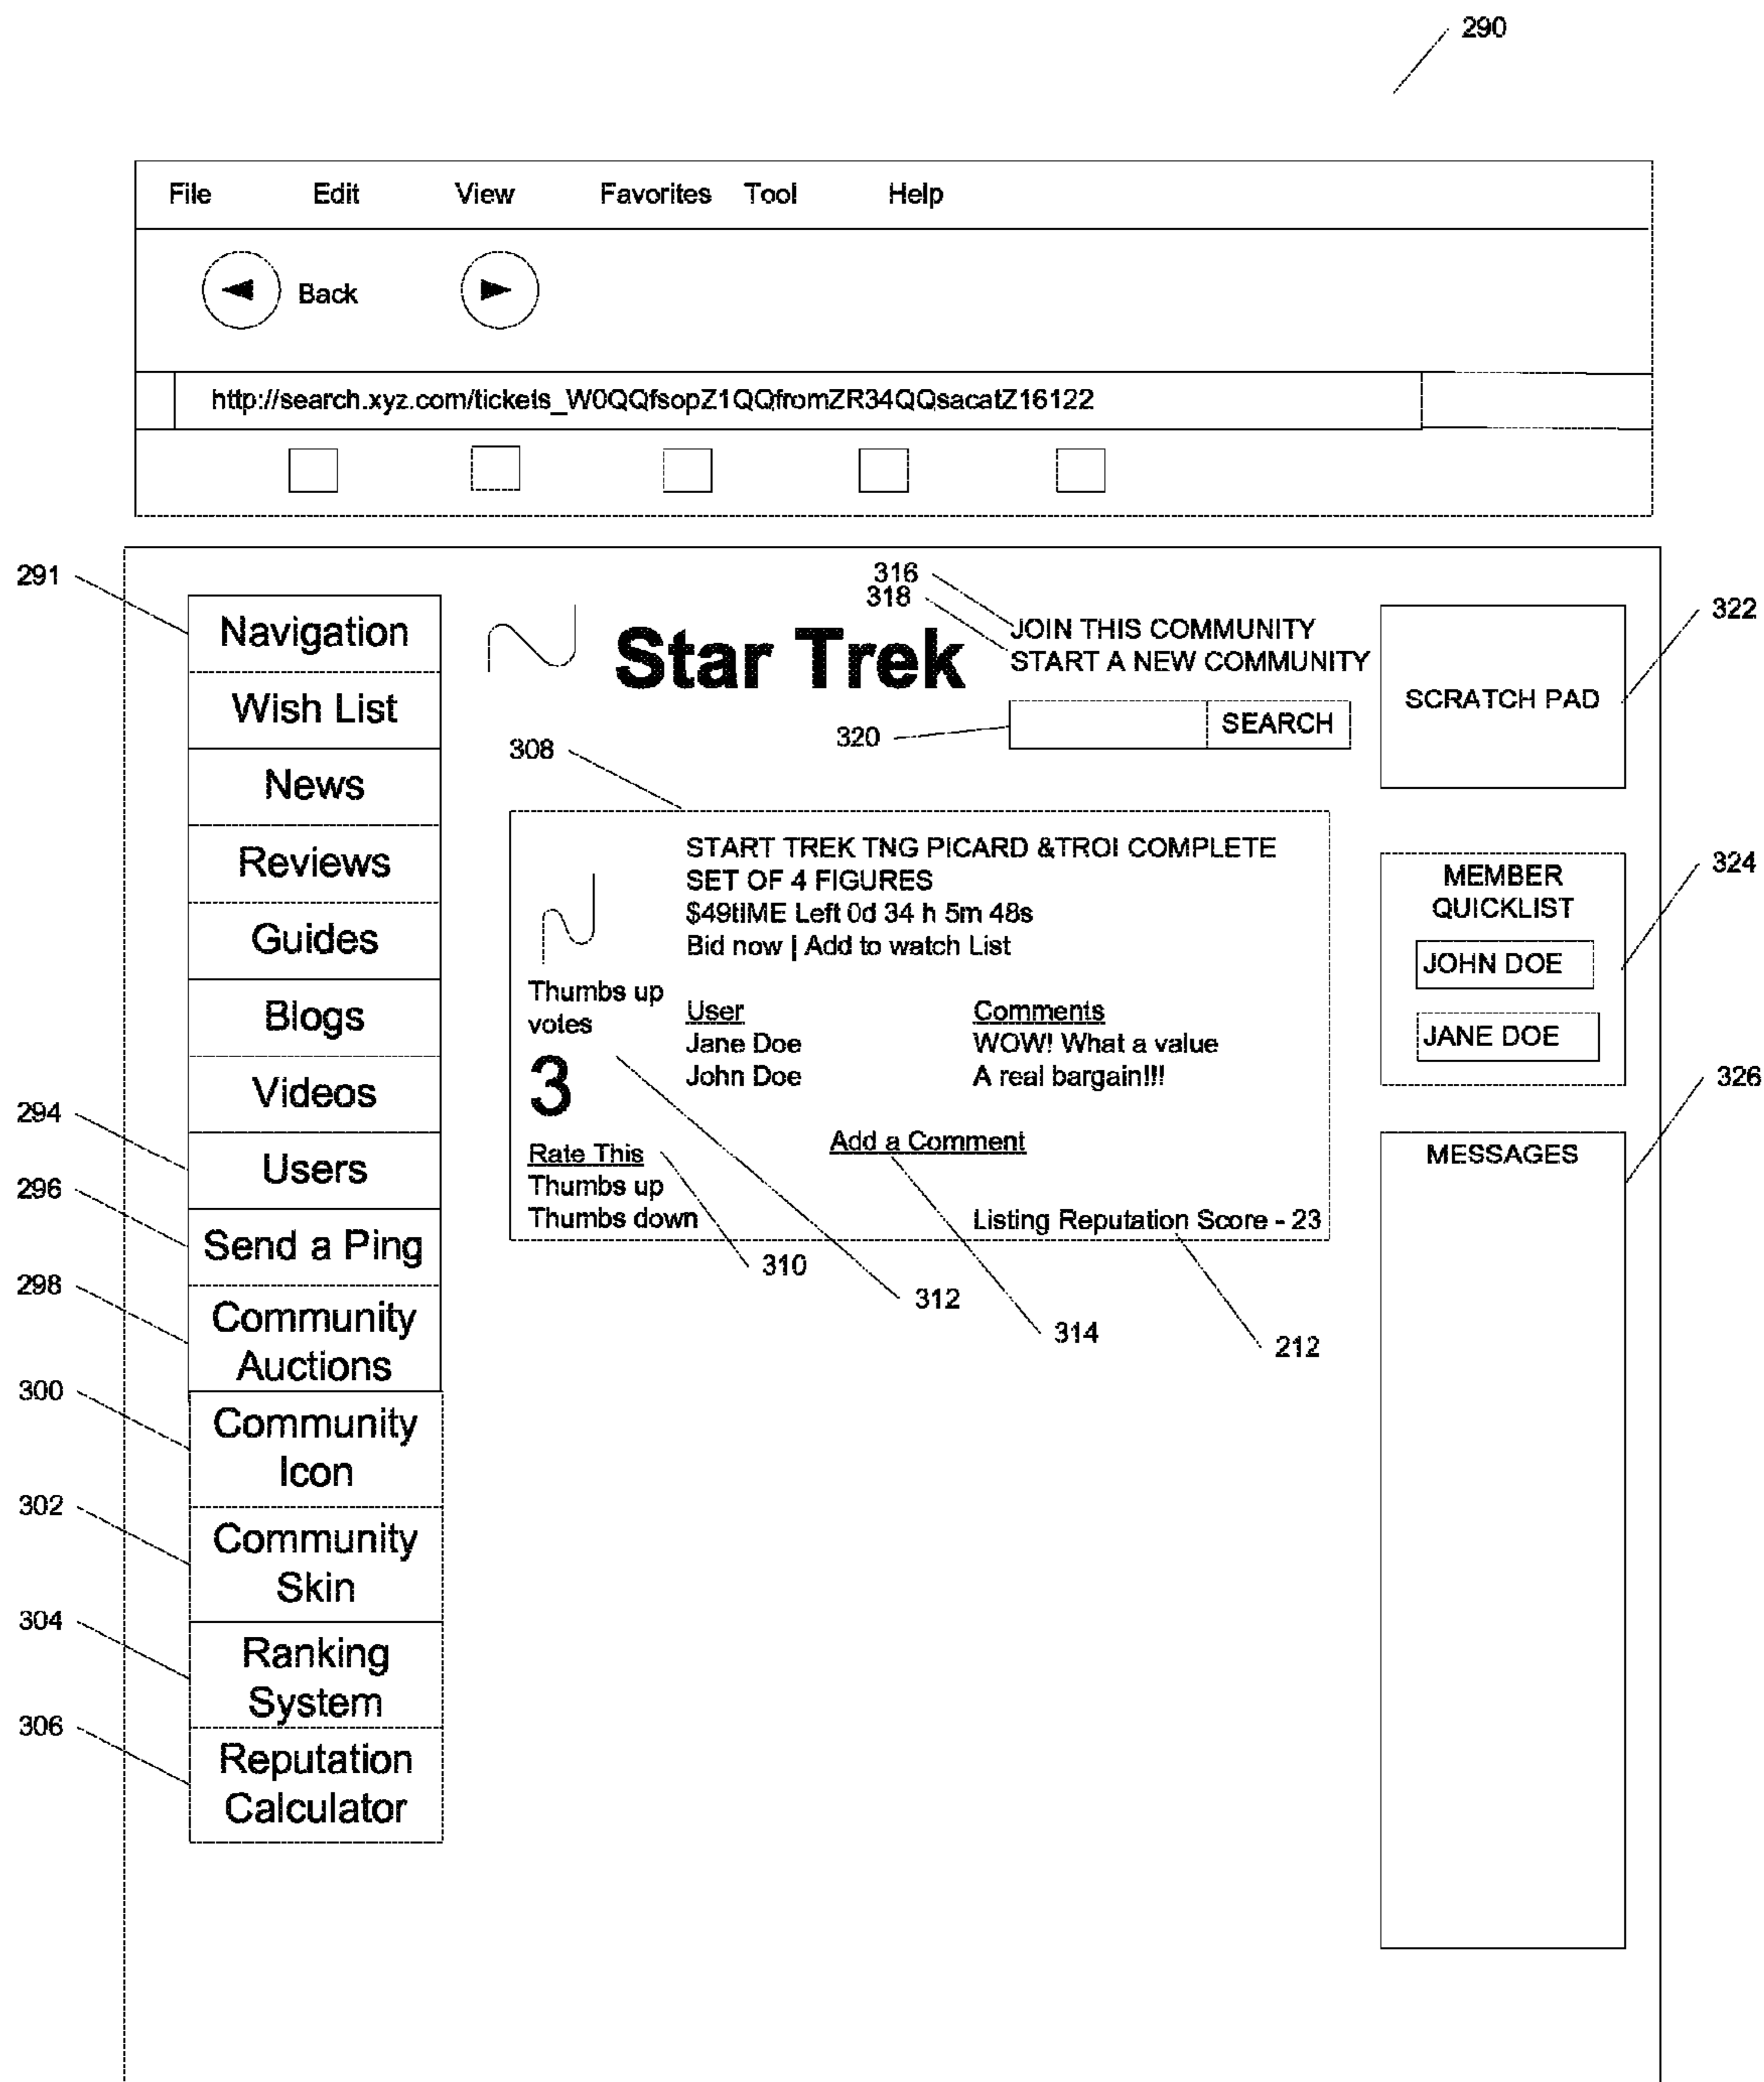 290
File Edit View Favorites Tool Help
Back
http://search.xyz.com/tickets_W0QQfsopZ1QQfromZR34QQsacatZ16122
291
Navigation
Wish List
News
Reviews
Guides
Blogs
Videos
294
Users
296
Send a Ping
298
Community
Auctions
300
Community
Icon
302
Community
Skin
304
Ranking
System
306
Reputation
Calculator
Star Trek
316
318
JOIN THIS COMMUNITY
START A NEW COMMUNITY
320
SEARCH
308
START TREK TNG PICARD &TROI COMPLETE
SET OF 4 FIGURES
$49tIME Left 0d 34 h 5m 48s
Bid now | Add to watch List
Thumbs up
votes
3
User Comments
Jane Doe WOW! What a value
John Doe A real bargain!!!
Add a Comment
Rate This
Thumbs up
Thumbs down
Listing Reputation Score - 23
310
312
314
212
SCRATCH PAD
322
MEMBER
QUICKLIST
JOHN DOE
JANE DOE
324
326
MESSAGES